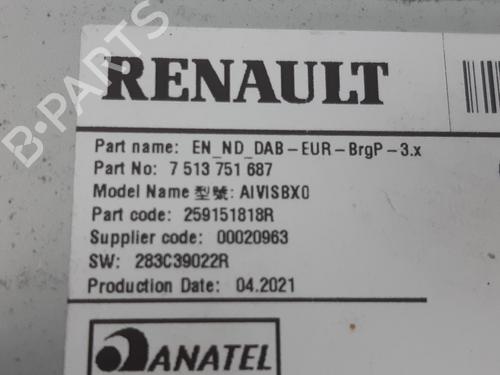 RENAULT
Part name: EN_ND_DAB-EUR-BrgP-3.x
Part No: 7 513 751 687
Model Name 型號: AIVISBX0
Part code: 259151818R
Supplier code: 00020963
SW: 283C39022R
Production Date: 04.2021
ANATEL
B-PARTS